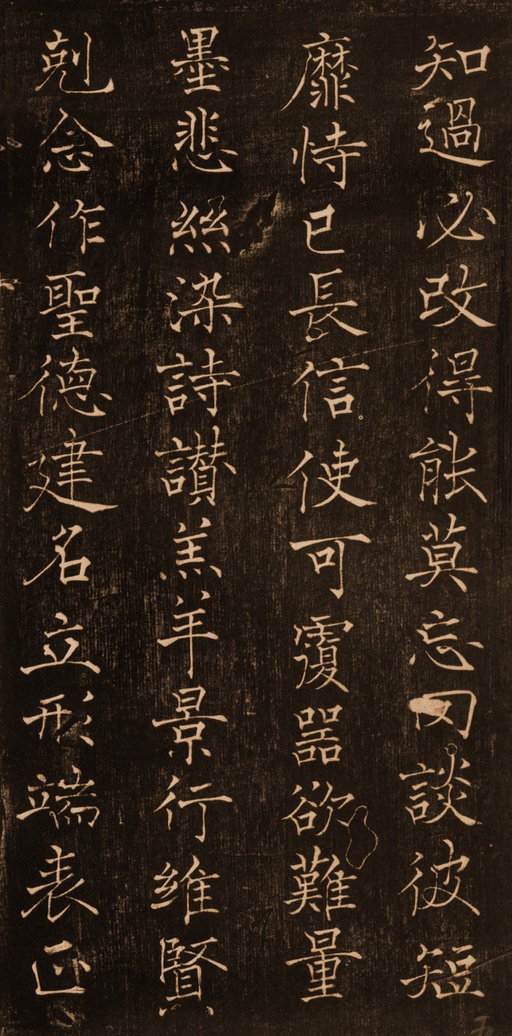 知過必改得能莫忘罔談彼短
靡恃己長信使可覆器欲難量
墨悲絲染詩讃羔羊景行維賢
剋念作聖德建名立形端表正